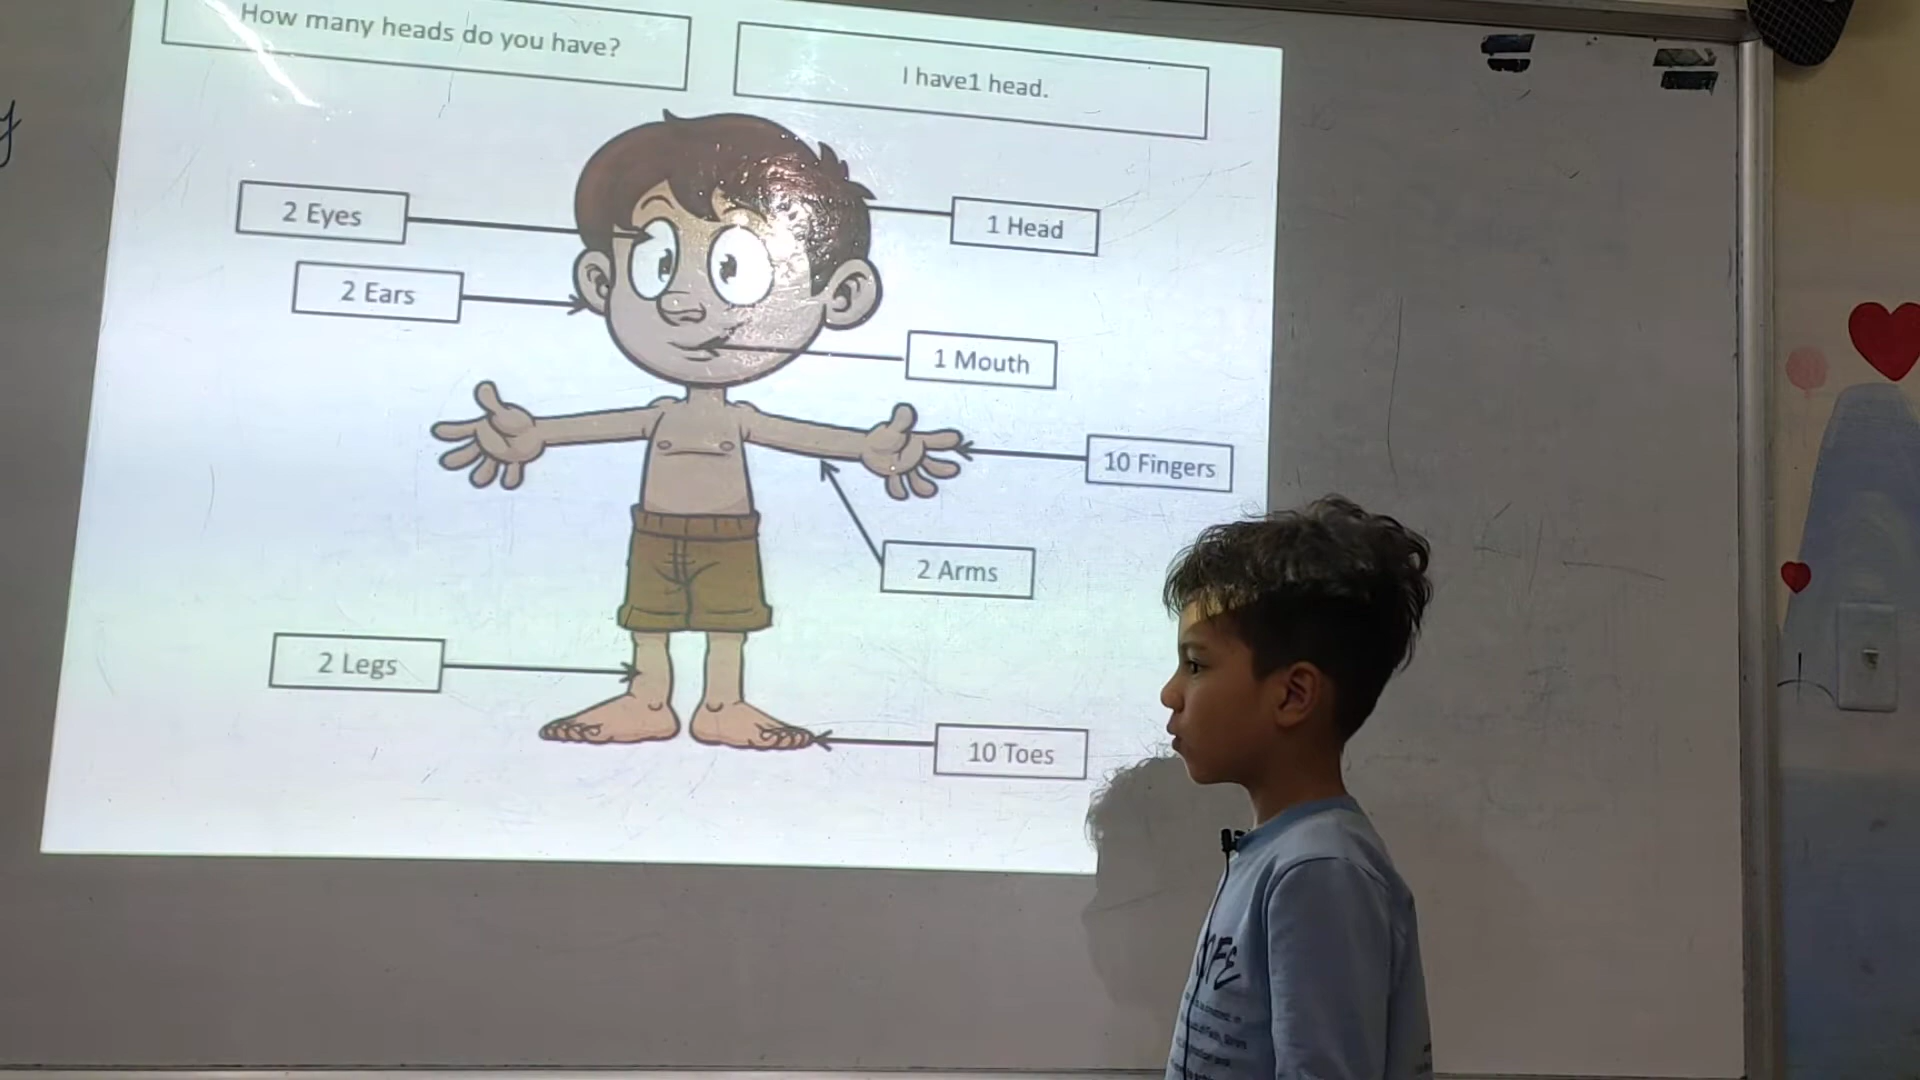 How many heads do you have?
I have1 head.
2 Eyes
1 Head
2 Ears
1 Mouth
10 Fingers
2 Arms
2 Legs
10 Toes